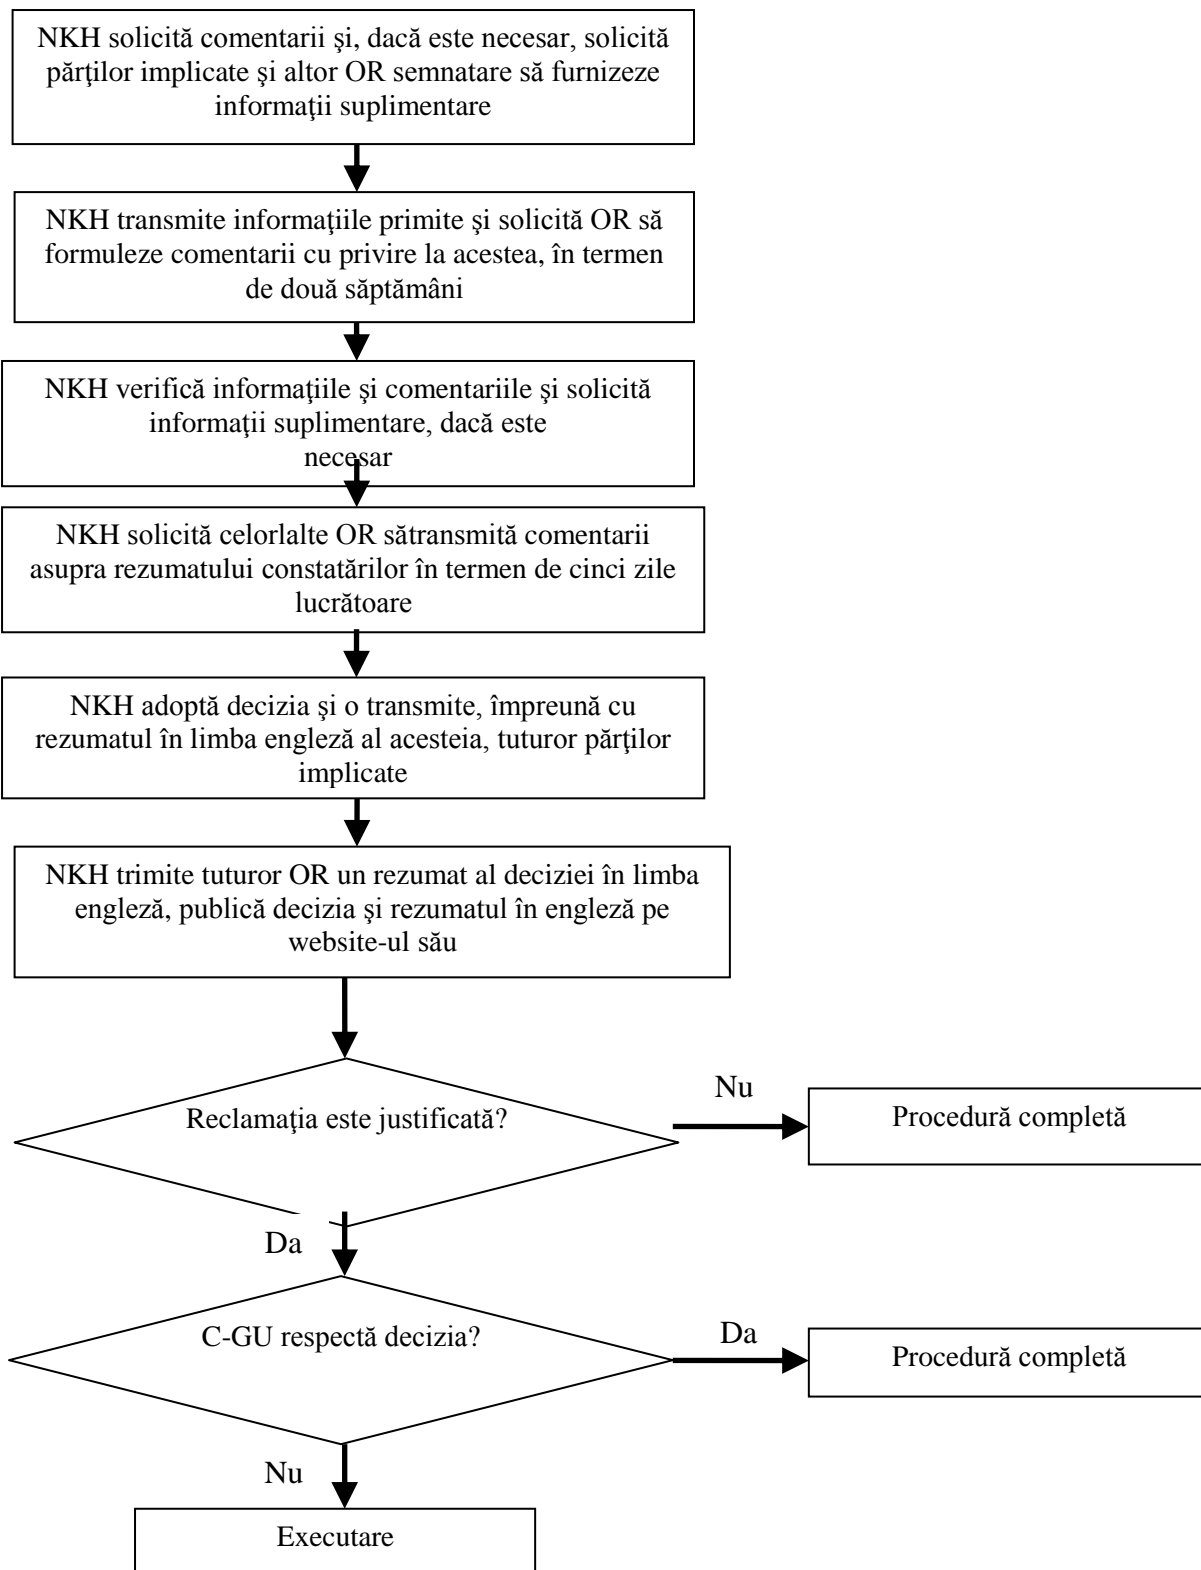 NKH solicită comentarii şi, dacă este necesar, solicită
părţilor implicate şi altor OR semnatare să furnizeze
informaţii suplimentare
NKH transmite informaţiile primite şi solicită OR să
formuleze comentarii cu privire la acestea, în termen
de două săptămâni
NKH verifică informaţiile şi comentariile şi solicită
informaţii suplimentare, dacă este
necesar
NKH solicită celorlalte OR sătransmită comentarii
asupra rezumatului constatărilor în termen de cinci zile
lucrătoare
NKH adoptă decizia şi o transmite, împreună cu
rezumatul în limba engleză al acesteia, tuturor părţilor
implicate
NKH trimite tuturor OR un rezumat al deciziei în limba
engleză, publică decizia şi rezumatul în engleză pe
website-ul său
Reclamaţia este justificată?
Nu
Procedură completă
Da
C-GU respectă decizia?
Da
Procedură completă
Nu
Executare